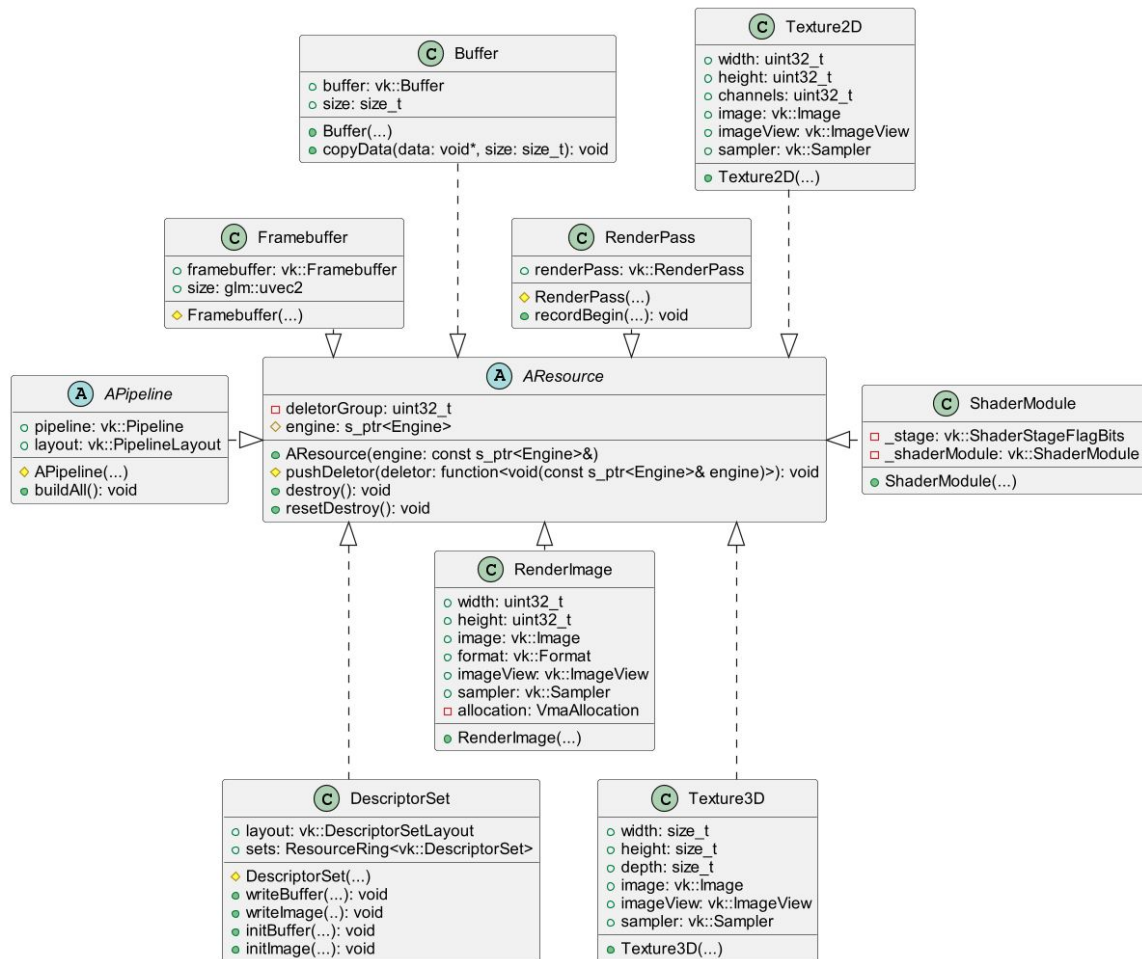 C Buffer
buffer: vk::Buffer
size: size_t
Buffer(...)
copyData(data: void*, size: size_t): void
C Texture2D
width: uint32_t
height: uint32_t
channels: uint32_t
image: vk::Image
imageView: vk::ImageView
sampler: vk::Sampler
Texture2D(...)
C Framebuffer
framebuffer: vk::Framebuffer
size: glm::uvec2
Framebuffer(...)
C RenderPass
renderPass: vk::RenderPass
RenderPass(...)
recordBegin(...): void
A APipeline
pipeline: vk::Pipeline
layout: vk::PipelineLayout
APipeline(...)
buildAll(): void
A AResource
deletorGroup: uint32_t
engine: s_ptr<Engine>
AResource(engine: const s_ptr<Engine>&)
pushDeletor(deletor: function<void(const s_ptr<Engine>& engine)>): void
destroy(): void
resetDestroy(): void
C ShaderModule
_stage: vk::ShaderStageFlagBits
_shaderModule: vk::ShaderModule
ShaderModule(...)
C RenderImage
width: uint32_t
height: uint32_t
image: vk::Image
format: vk::Format
imageView: vk::ImageView
sampler: vk::Sampler
allocation: VmaAllocation
RenderImage(...)
C DescriptorSet
layout: vk::DescriptorSetLayout
sets: ResourceRing<vk::DescriptorSet>
DescriptorSet(...)
writeBuffer(...): void
writeImage(..): void
initBuffer(...): void
initImage(...): void
C Texture3D
width: size_t
height: size_t
depth: size_t
image: vk::Image
imageView: vk::ImageView
sampler: vk::Sampler
Texture3D(...)